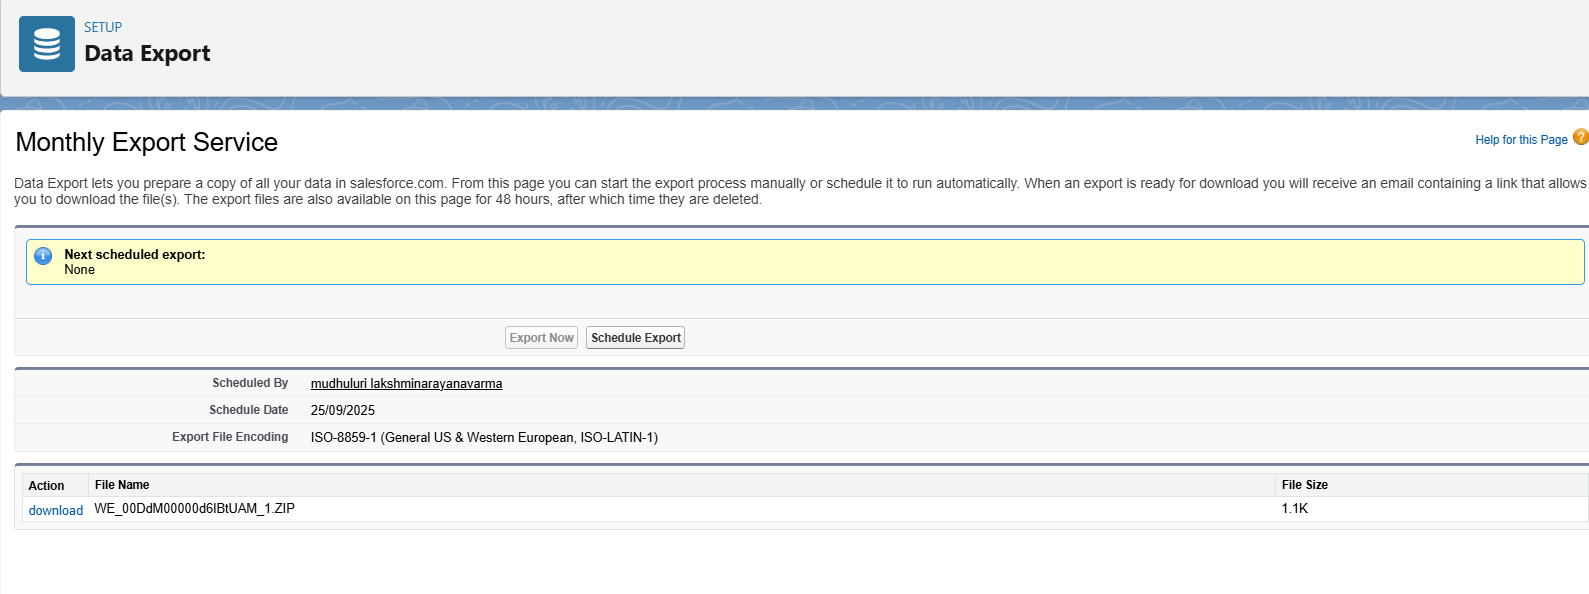 SETUP
Data Export
Monthly Export Service
Help for this Page ?
Data Export lets you prepare a copy of all your data in salesforce.com. From this page you can start the export process manually or schedule it to run automatically. When an export is ready for download you will receive an email containing a link that allows
you to download the file(s). The export files are also available on this page for 48 hours, after which time they are deleted.
i Next scheduled export:
None
Export Now Schedule Export
Scheduled By mudhuluri lakshminarayanavarma
Schedule Date 25/09/2025
Export File Encoding ISO-8859-1 (General US & Western European, ISO-LATIN-1)
Action File Name File Size
download WE_00DdM00000d6IBtUAM_1.ZIP 1.1K